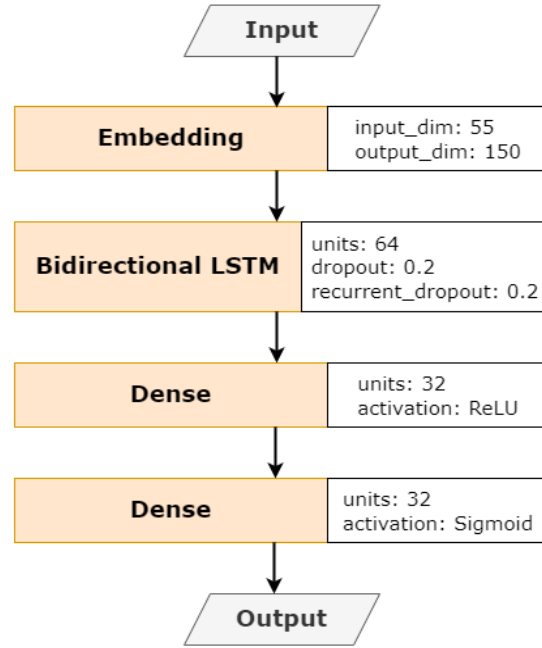 Input
Embedding
input_dim: 55
output_dim: 150
Bidirectional LSTM
units: 64
dropout: 0.2
recurrent_dropout: 0.2
Dense
units: 32
activation: ReLU
Dense
units: 32
activation: Sigmoid
Output